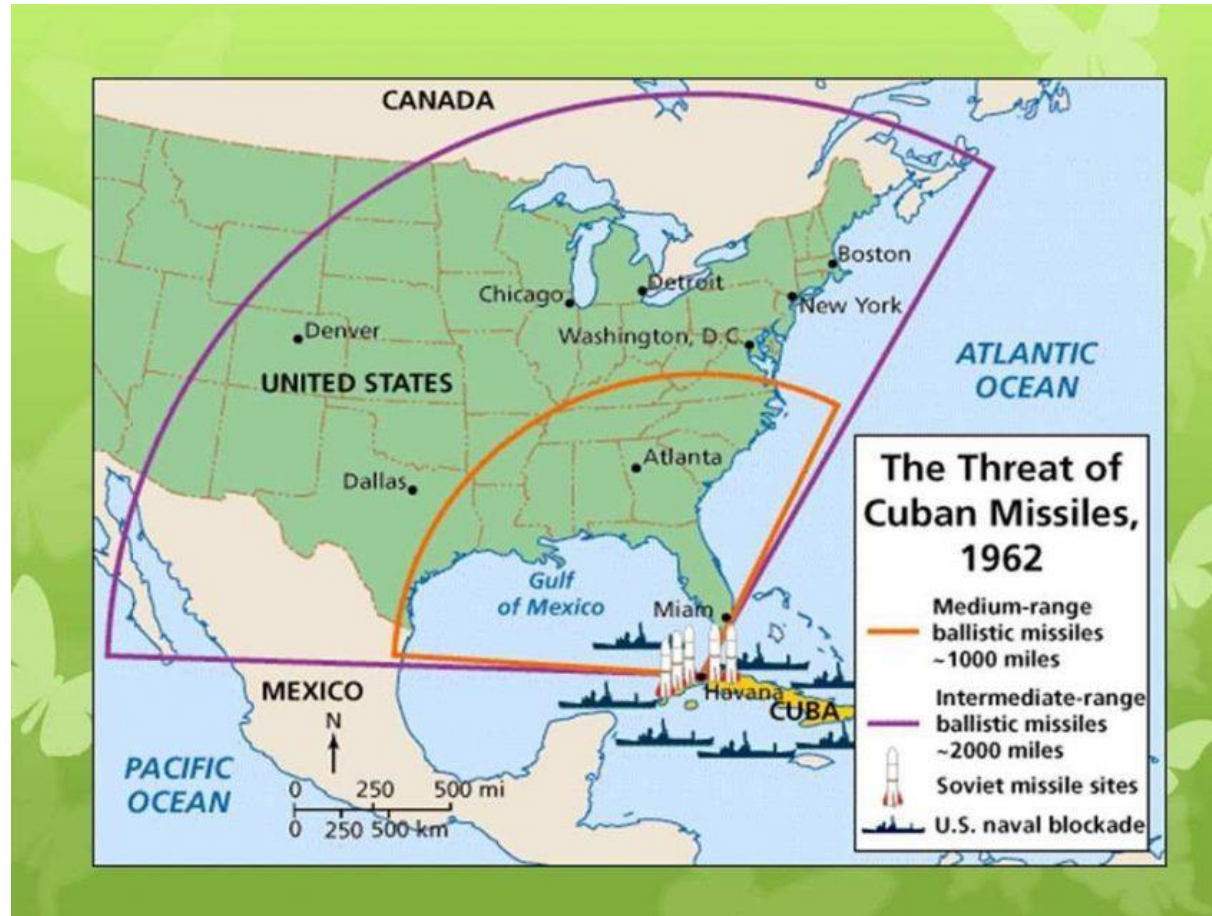 CANADA
Boston
Detroit
Chicago
New York
Denver
Washington, D.C.
ATLANTIC
OCEAN
UNITED STATES
Atlanta
Dallas
Gulf
of Mexico
Miam
Havana
CUBA
MEXICO
N
PACIFIC
OCEAN
0 250 500 mi
0 250 500 km
The Threat of
Cuban Missiles,
1962
Medium-range
ballistic missiles
~1000 miles
Intermediate-range
ballistic missiles
~2000 miles
Soviet missile sites
U.S. naval blockade